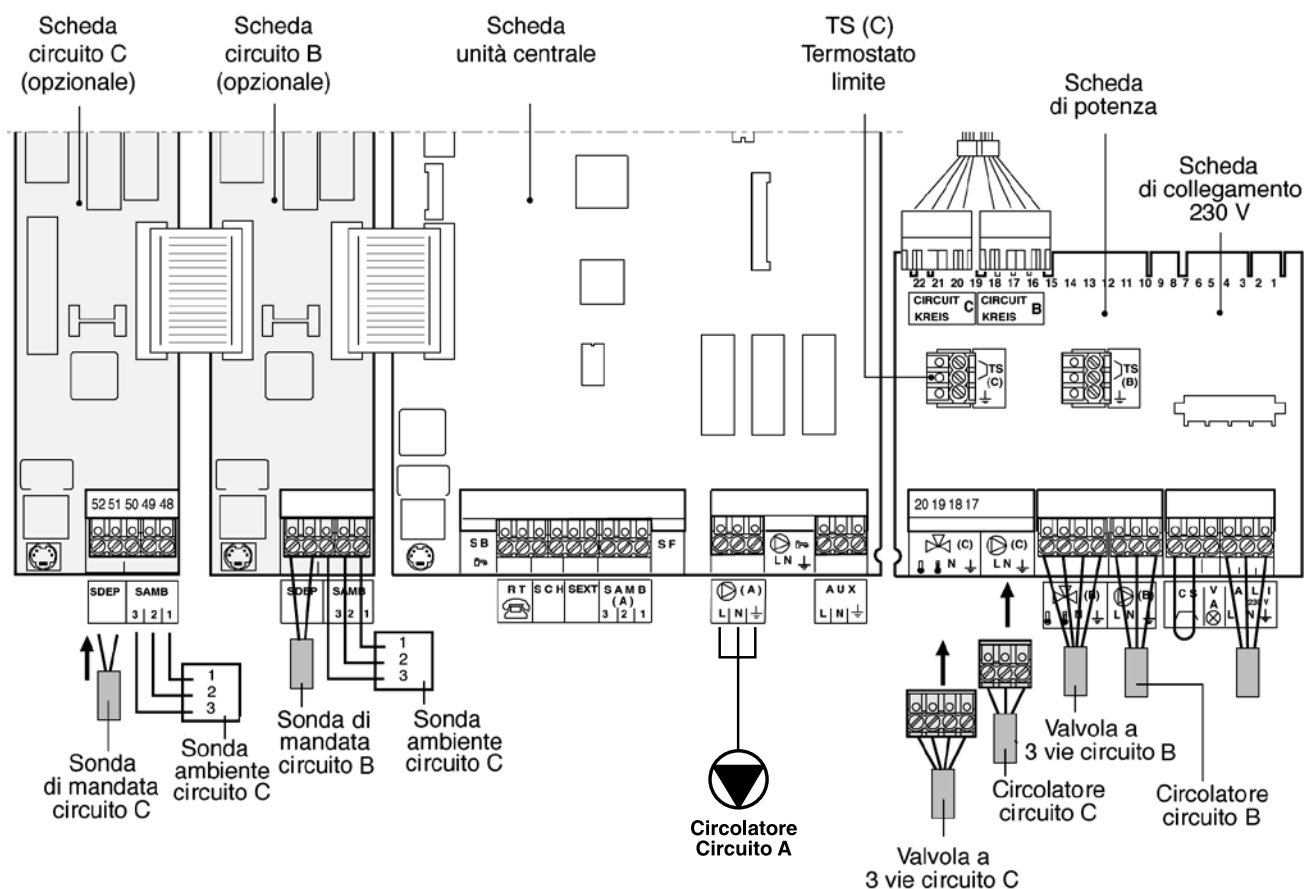 Scheda
circuito C
(opzionale)
Scheda
circuito B
(opzionale)
Scheda
unità centrale
TS (C)
Termostato
limite
Scheda
di potenza
Scheda
di collegamento
230 V
22 21 20 19 18 17 16 15 14 13 12 11 10 9 8 7 6 5 4 3 2 1
CIRCUIT
KREIS C
CIRCUIT
KREIS B
TS
(C)
TS
(B)
52 51 50 49 48
20 19 18 17
SB
SF
L N
(C)
N
(C)
L N
SDEP
SAMB
3 2 1
SDEP
SAMB
3 2 1
RT
SCH
SEXT
SAMB
(A)
3 2 1
(A)
L N
AUX
L N
(B)
N
(B)
L N
CS
V
A
A L I
230 V
L N
1
2
3
1
2
3
Sonda
di mandata
circuito C
Sonda
ambiente
circuito C
Sonda di
mandata
circuito B
Sonda
ambiente
circuito C
Circolatore
Circuito A
Valvola a
3 vie circuito B
Circolatore
circuito C
Circolatore
circuito B
Valvola a
3 vie circuito C